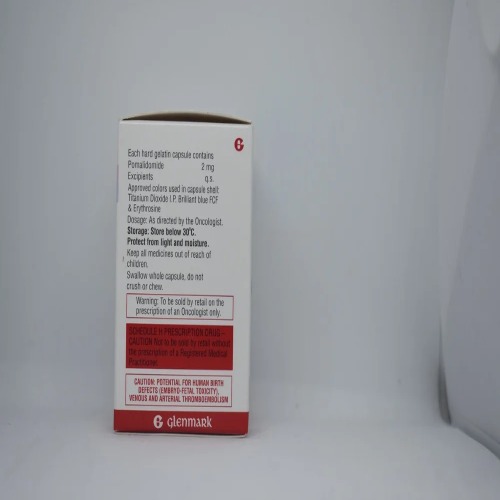 G
Each hard gelatin capsule contains
Pomalidomide 2 mg
Excipients q.s.
Approved colors used in capsule shell:
Titanium Dioxide I.P. Brilliant blue FCF
& Erythrosine
Dosage: As directed by the Oncologist.
Storage: Store below 30°C.
Protect from light and moisture.
Keep all medicines out of reach of
children.
Swallow whole capsule, do not
crush or chew.
Warning: To be sold by retail on the
prescription of an Oncologist only.
SCHEDULE H PRESCRIPTION DRUG –
CAUTION Not to be sold by retail without
the prescription of a Registered Medical
Practitioner.
CAUTION: POTENTIAL FOR HUMAN BIRTH
DEFECTS (EMBRYO-FETAL TOXICITY),
VENOUS AND ARTERIAL THROMBOEMBOLISM
G glenmark